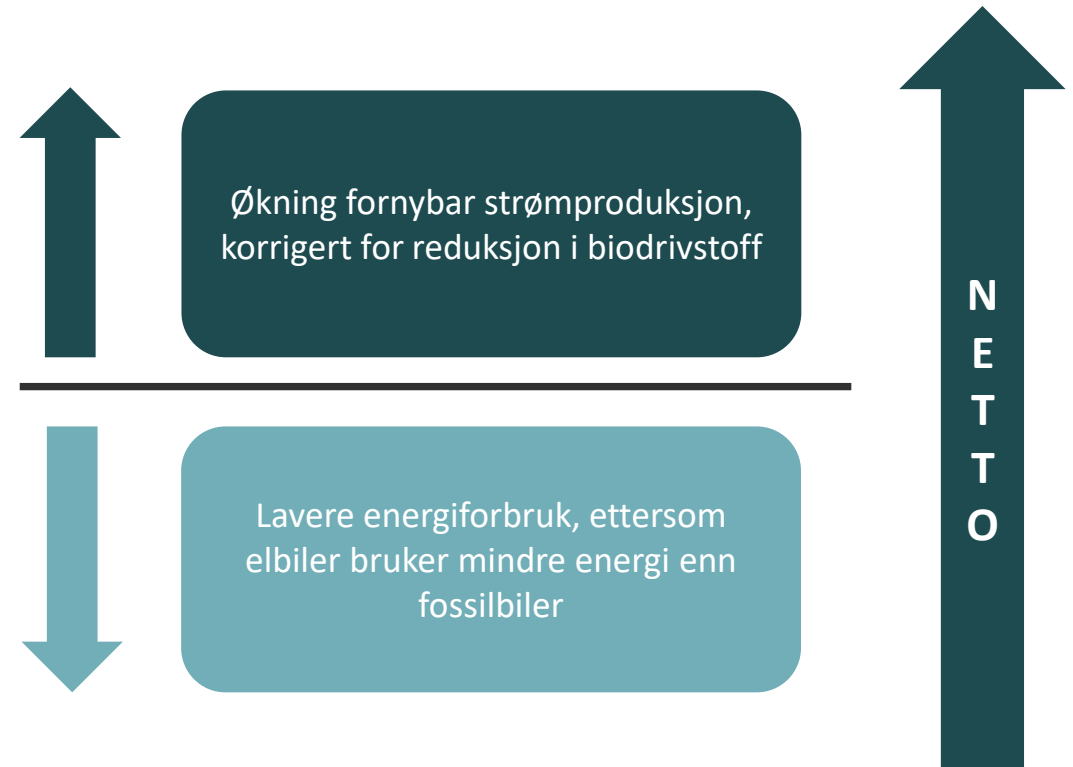 Økning fornybar strømproduksjon,
korrigert for reduksjon i biodrivstoff
Lavere energiforbruk, ettersom
elbiler bruker mindre energi enn
fossilbiler
N
E
T
T
O